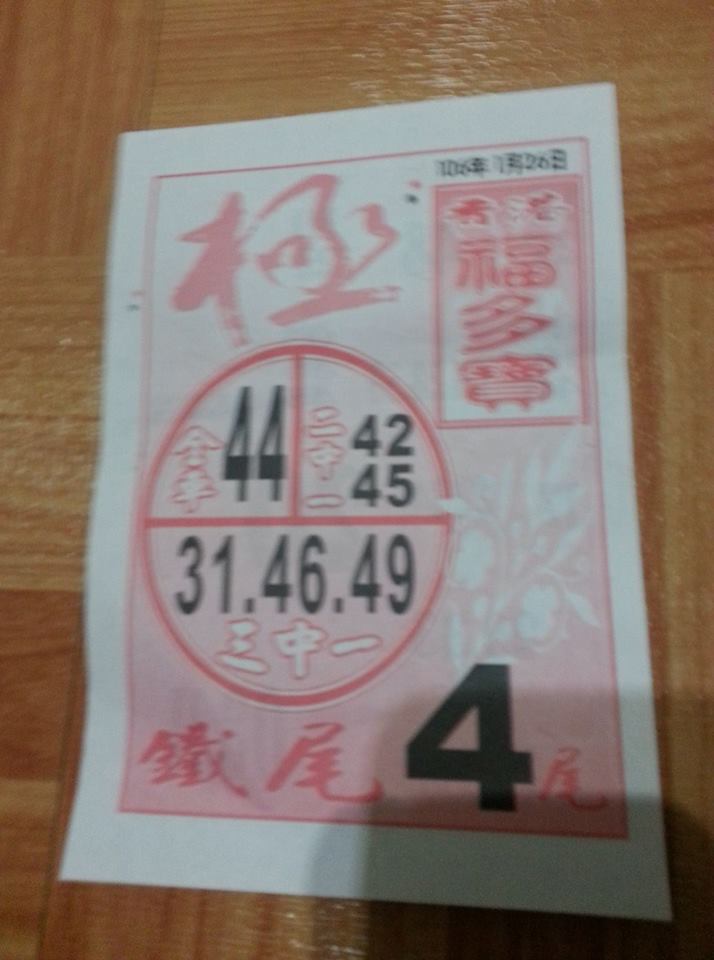 106年1月26日
香港
福多寶
極
全車
44
二中一
42
45
31.46.49
三中一
鐵尾 4尾